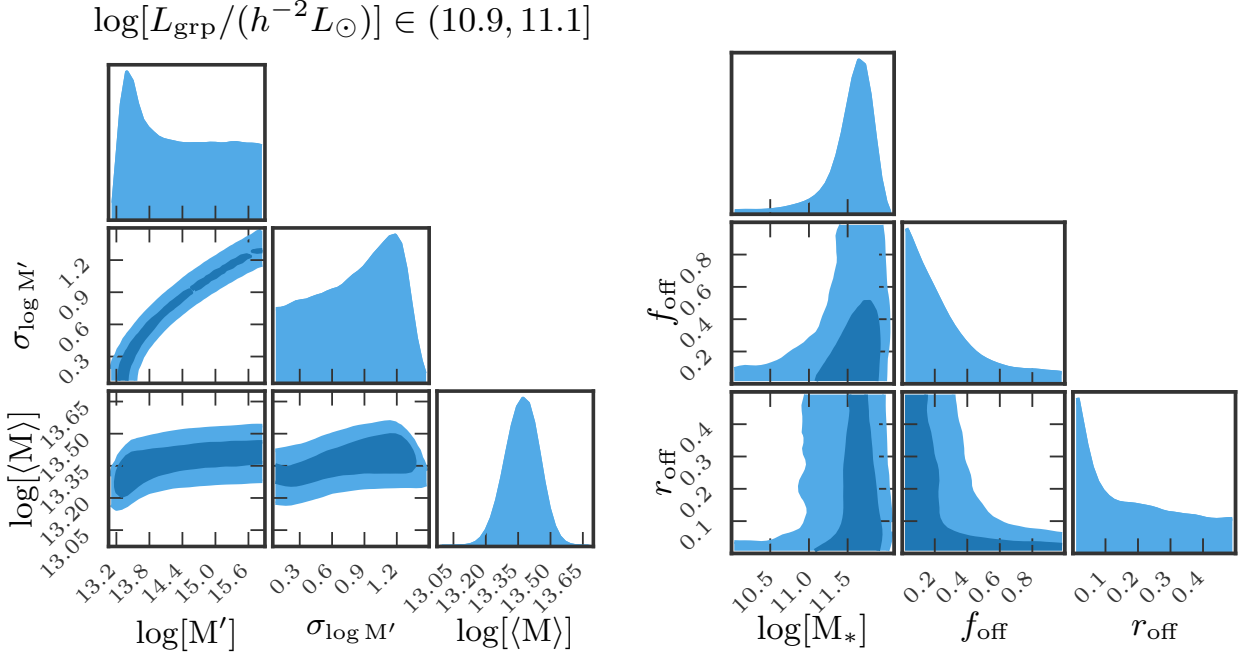 log[L_grp/(h^−2 L_⊙)] ∈ (10.9, 11.1]
σ_log M′
1.2
0.9
0.6
0.3
log[⟨M⟩]
13.65
13.50
13.35
13.20
13.05
13.2 13.8 14.4 15.0 15.6
log[M′]
0.3 0.6 0.9 1.2
σ_log M′
13.05 13.20 13.35 13.50 13.65
log[⟨M⟩]
f_off
0.8
0.6
0.4
0.2
r_off
0.4
0.3
0.2
0.1
10.5 11.0 11.5
log[M_*]
0.2 0.4 0.6 0.8
f_off
0.1 0.2 0.3 0.4
r_off